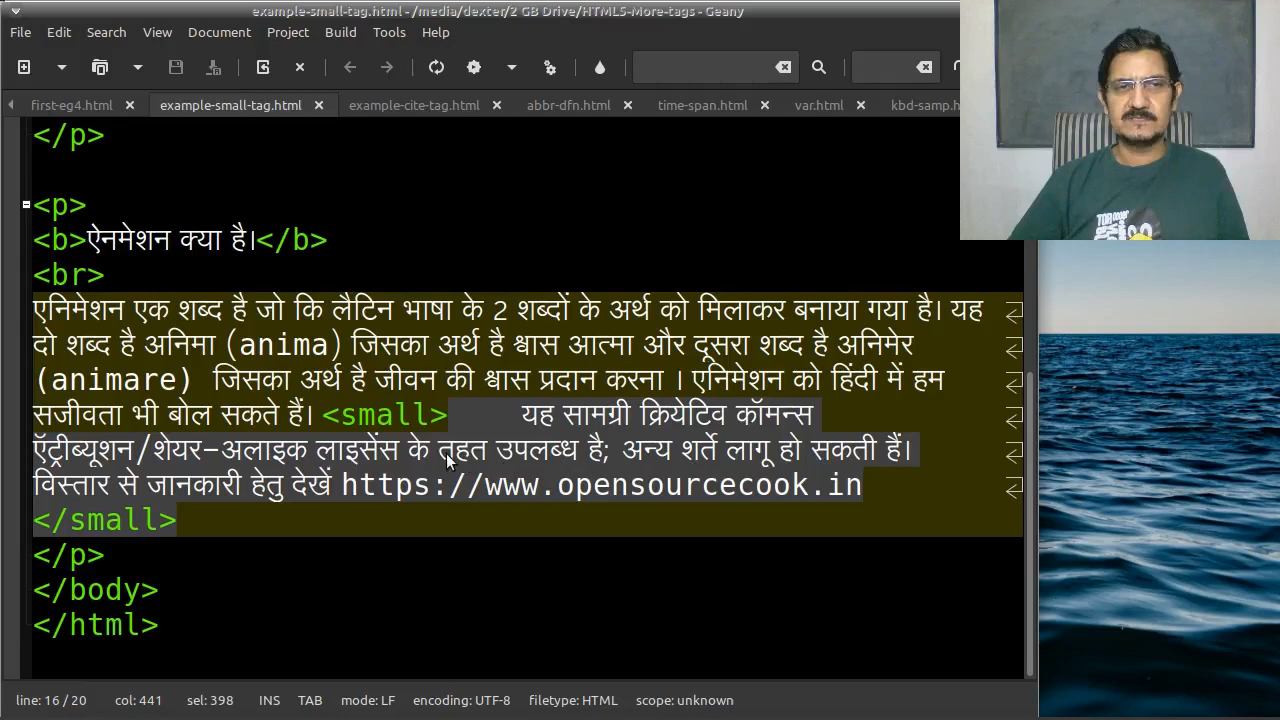 example-small-tag.html - /media/dexter/2 GB Drive/HTML5-More-tags - Geany
File Edit Search View Document Project Build Tools Help
first-eg4.html example-small-tag.html example-cite-tag.html abbr-dfn.html time-span.html var.html kbd-samp.h
</p>
<p>
<b>ऐनमेशन क्या है।</b>
<br>
एनिमेशन एक शब्द है जो कि लैटिन भाषा के 2 शब्दों के अर्थ को मिलाकर बनाया गया है। यह
दो शब्द है अनिमा (anima) जिसका अर्थ है श्वास आत्मा और दूसरा शब्द है अनिमेर
(animare) जिसका अर्थ है जीवन की श्वास प्रदान करना । एनिमेशन को हिंदी में हम
सजीवता भी बोल सकते हैं। <small> यह सामग्री क्रियेटिव कॉमन्स
ऍट्रीब्यूशन/शेयर-अलाइक लाइसेंस के तहत उपलब्ध है; अन्य शर्ते लागू हो सकती हैं।
विस्तार से जानकारी हेतु देखें https://www.opensourcecook.in
</small>
</p>
</body>
</html>
line: 16 / 20 col: 441 sel: 398 INS TAB mode: LF encoding: UTF-8 filetype: HTML scope: unknown